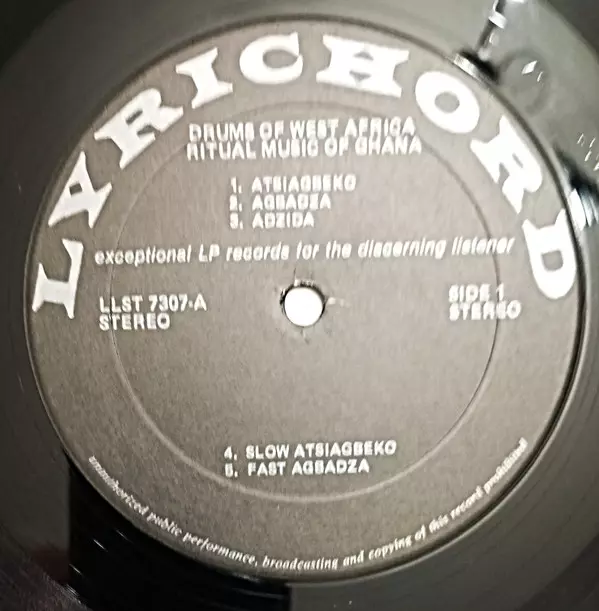 LYRICHORD
DRUMS OF WEST AFRICA
RITUAL MUSIC OF GHANA
1. ATSIAGBEKO
2. AGBADZA
3. ADZIDA
exceptional LP records for the discerning listener
LLST 7307-A
STEREO
SIDE 1
STEREO
4. SLOW ATSIAGBEKO
5. FAST AGBADZA
unauthorized public performance, broadcasting and copying of this record prohibited